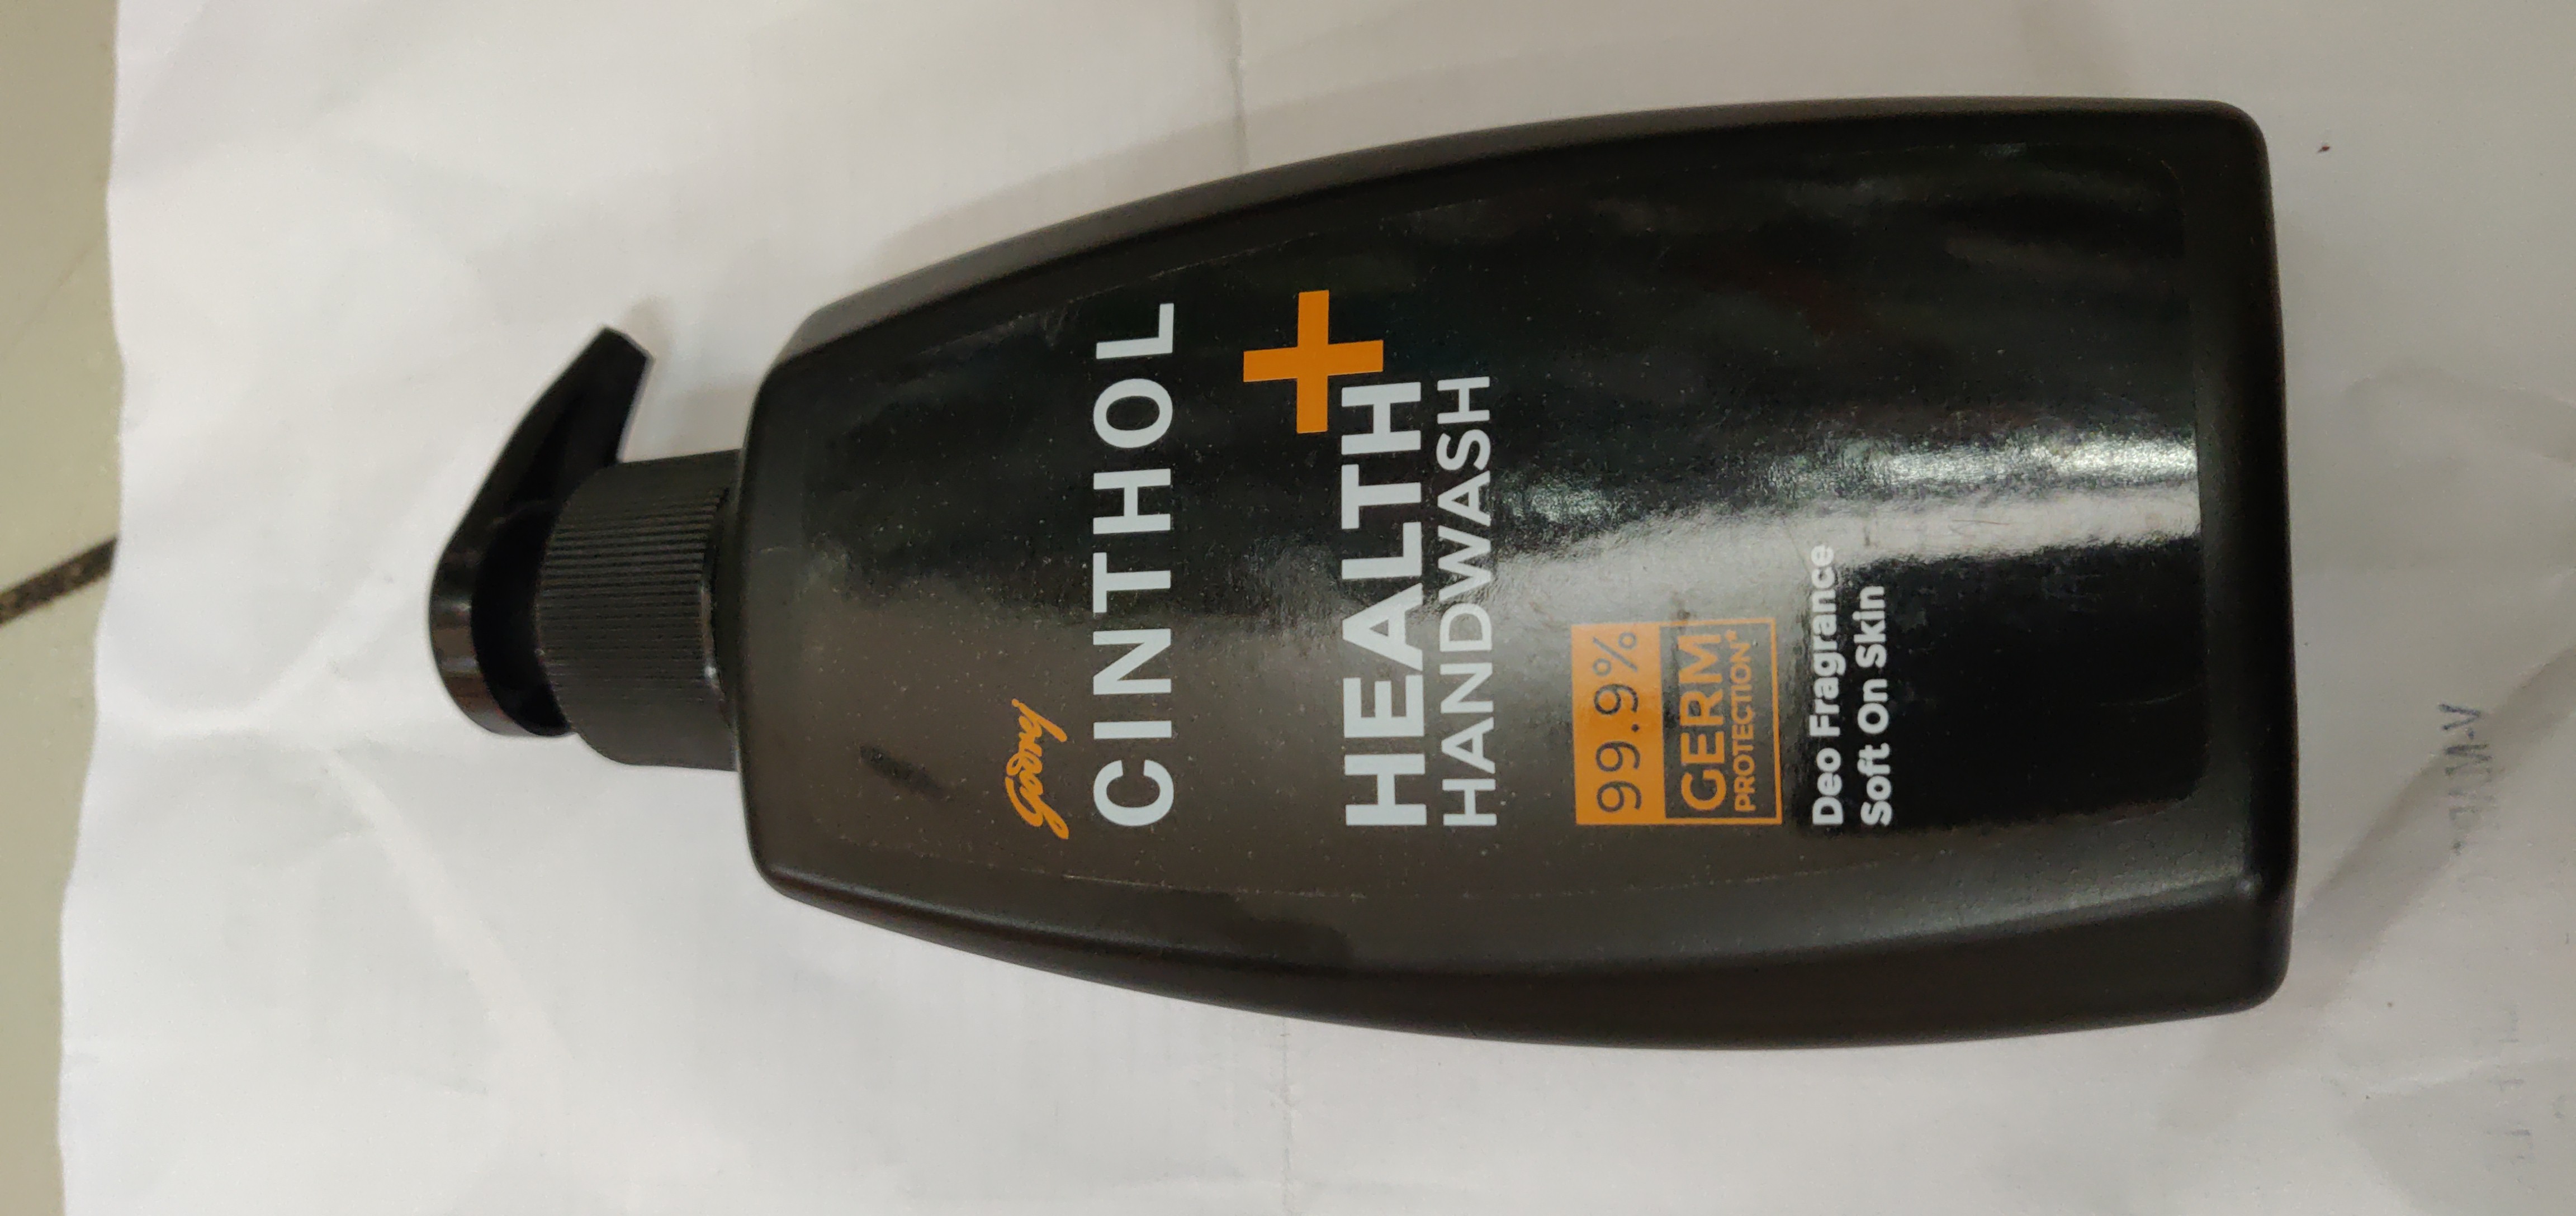 Godrej
CINTHOL
HEALTH+
HANDWASH
99.9%
GERM
PROTECTION*
Deo Fragrance
Soft On Skin